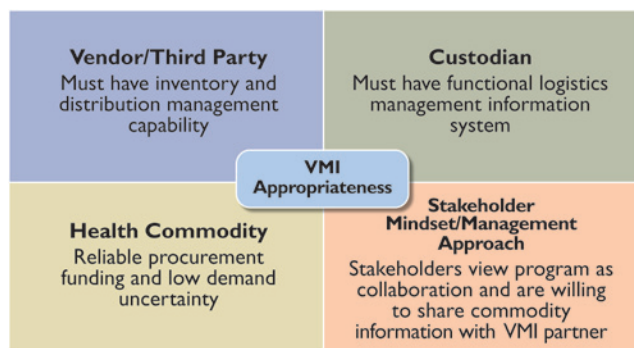 Vendor/Third Party
Must have inventory and
distribution management
capability
Custodian
Must have functional logistics
management information
system
VMI
Appropriateness
Health Commodity
Reliable procurement
funding and low demand
uncertainty
Stakeholder
Mindset/Management
Approach
Stakeholders view program as
collaboration and are willing
to share commodity
information with VMI partner